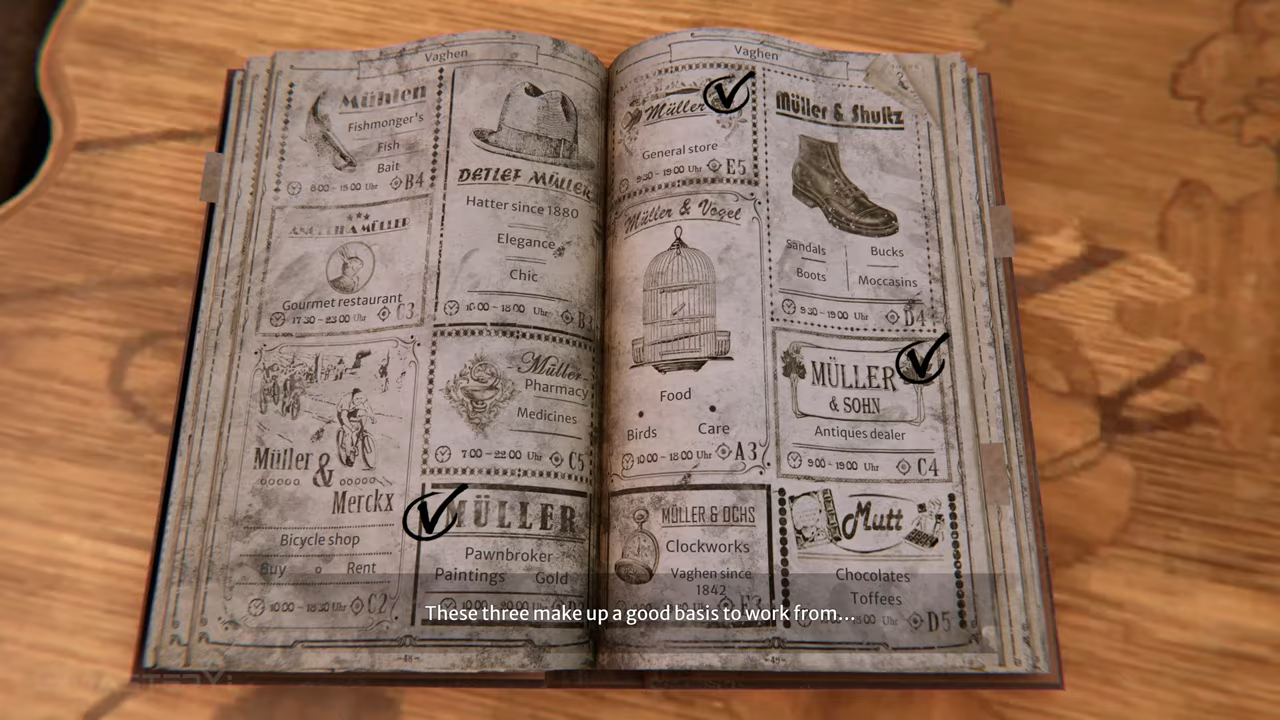 Vaghen
Mühlen
Fishmonger's
Fish
Bait
8:00 - 15:00 Uhr
B4
ANGELIKA MÜLLER
Gourmet restaurant
17:30 - 23:00 Uhr
C3
Müller &
Merckx
Bicycle shop
Buy o Rent
10:00 - 18:30 Uhr
C2
DETLEF MÜLLER
Hatter since 1880
Elegance
Chic
10:00 - 18:00 Uhr
Müller
Pharmacy
Medicines
7:00 - 22:00 Uhr
C5
MÜLLER
Pawnbroker
Paintings Gold
Vaghen
Müller
General store
9:30 - 19:00 Uhr
E5
Müller & Vogel
Food
Birds
Care
10:00 - 18:00 Uhr
A3
MÜLLER & OCHS
Clockworks
Vaghen since
1842
Müller & Shultz
Sandals
Bucks
Boots
Moccasins
9:30 - 19:00 Uhr
D4
MÜLLER
& SOHN
Antiques dealer
9:00 - 19:00 Uhr
C4
Mutt
Chocolates
Toffees
D5
These three make up a good basis to work from...
-48-
-49-